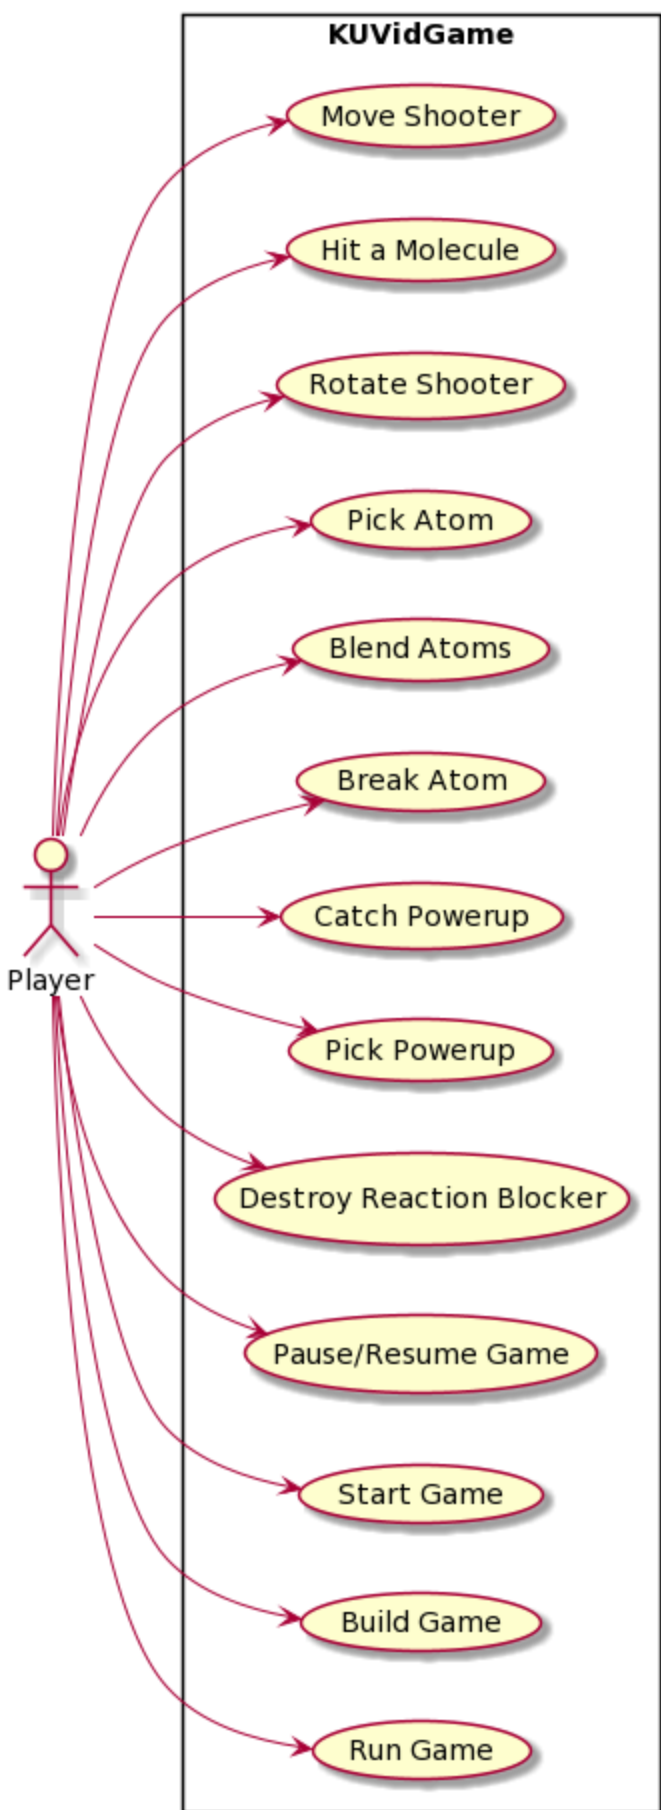 KUVidGame
Move Shooter
Hit a Molecule
Rotate Shooter
Pick Atom
Blend Atoms
Break Atom
Catch Powerup
Player
Pick Powerup
Destroy Reaction Blocker
Pause/Resume Game
Start Game
Build Game
Run Game